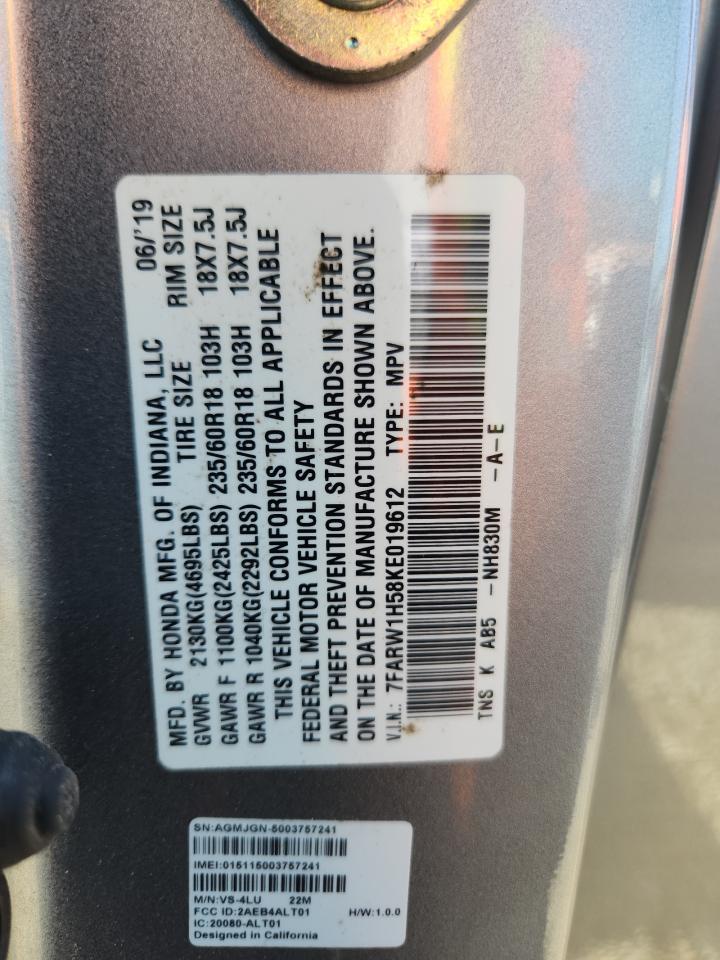 MFD. BY HONDA MFG. OF INDIANA, LLC 06/'19
GVWR 2130KG(4695LBS) TIRE SIZE RIM SIZE
GAWR F 1100KG(2425LBS) 235/60R18 103H 18X7.5J
GAWR R 1040KG(2292LBS) 235/60R18 103H 18X7.5J
THIS VEHICLE CONFORMS TO ALL APPLICABLE
FEDERAL MOTOR VEHICLE SAFETY
AND THEFT PREVENTION STANDARDS IN EFFECT
ON THE DATE OF MANUFACTURE SHOWN ABOVE.
V.I.N.: 7FARW1H58KE019612 TYPE: MPV
TNS K AB5 -NH830M -A-E
SN:AGMJGN-5003757241
IMEI:015115003757241
M/N:VS-4LU 22M
FCC ID:2AEB4ALT01 H/W:1.0.0
IC:20080-ALT01
Designed in California